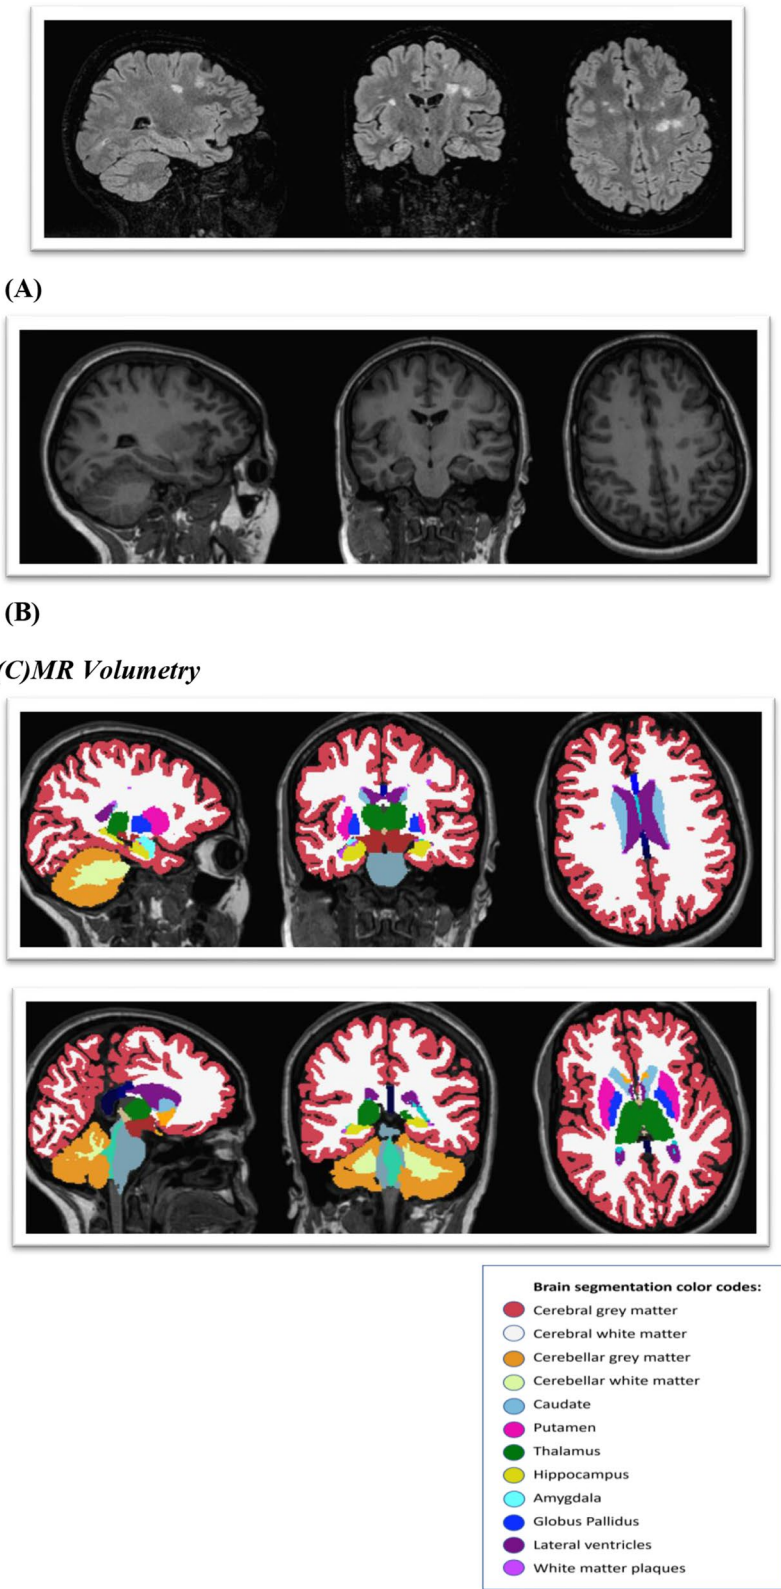 (A)
(B)
(C)MR Volumetry
Brain segmentation color codes:
Cerebral grey matter
Cerebral white matter
Cerebellar grey matter
Cerebellar white matter
Caudate
Putamen
Thalamus
Hippocampus
Amygdala
Globus Pallidus
Lateral ventricles
White matter plaques